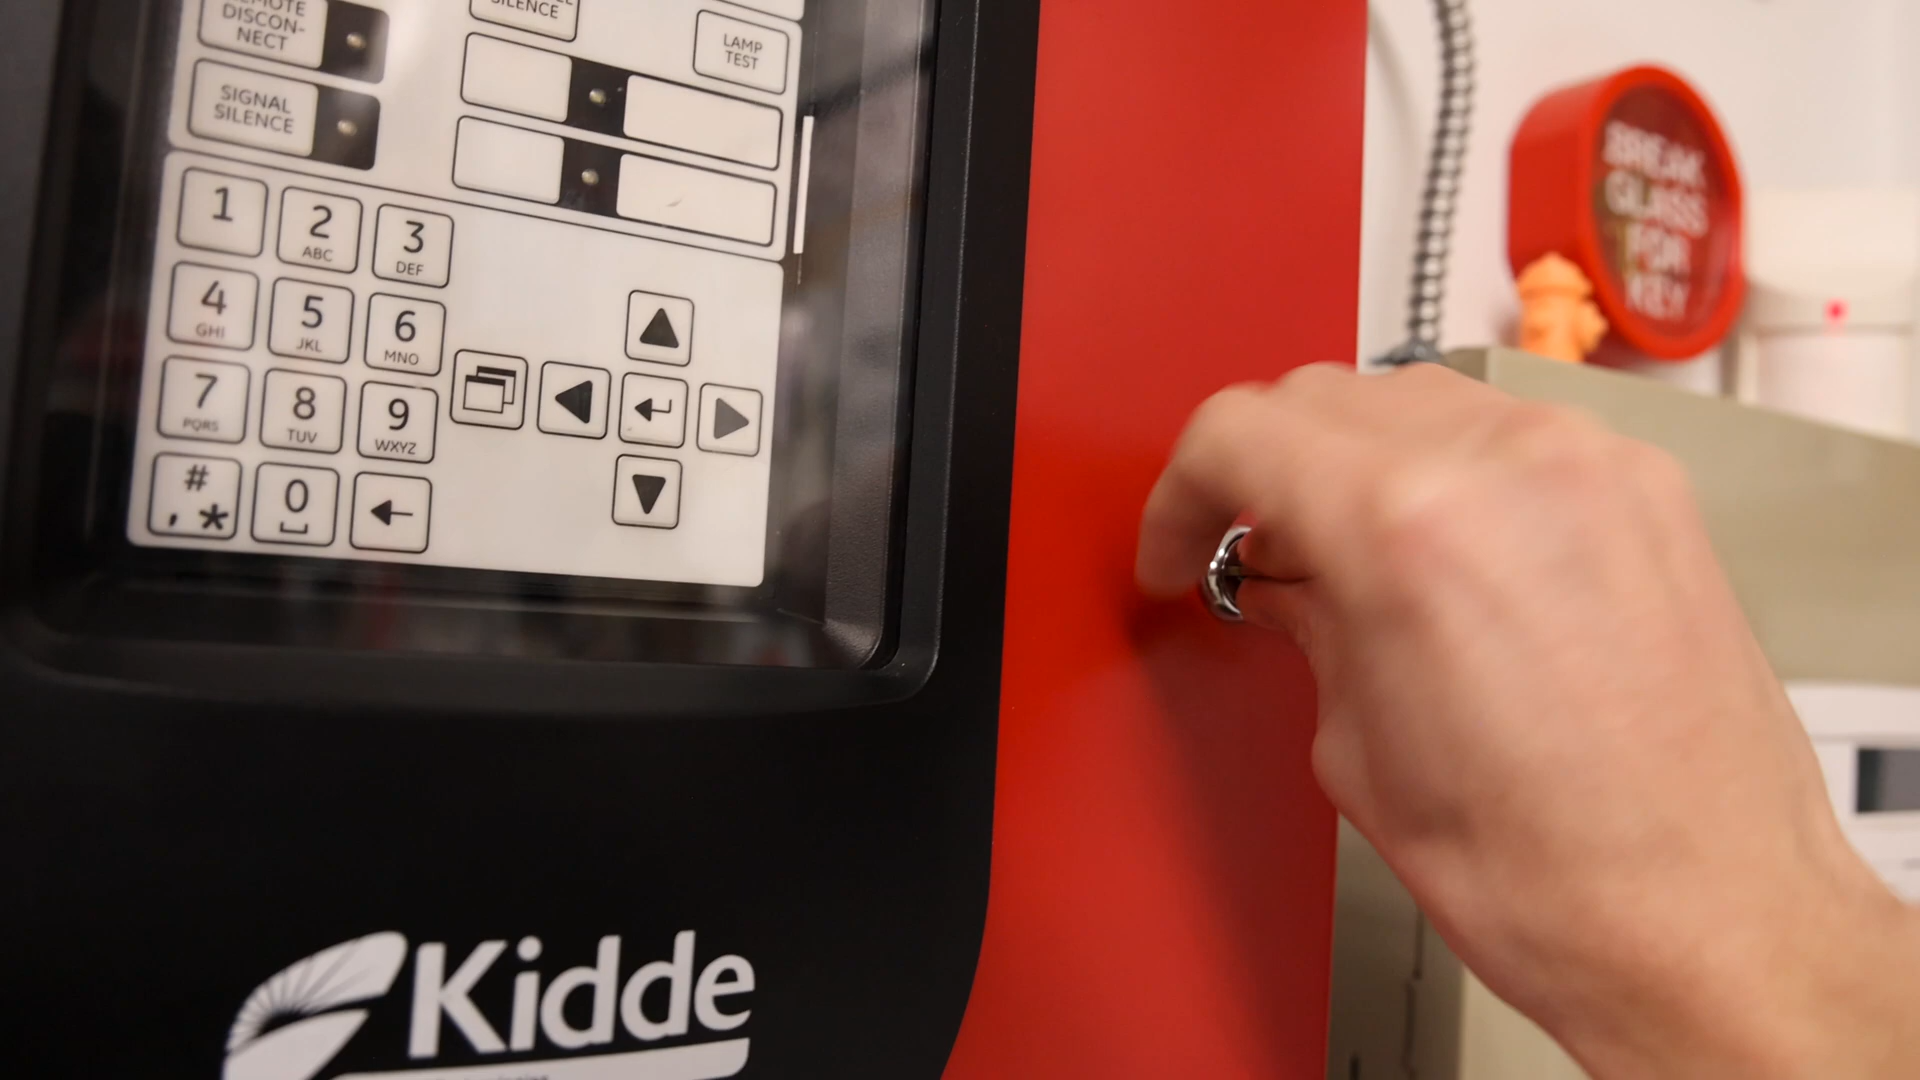 DISCON-
NECT
SILENCE
LAMP
TEST
SIGNAL
SILENCE
1
2
ABC
3
DEF
4
GHI
5
JKL
6
MNO
7
PQRS
8
TUV
9
WXYZ
#
, *
0
Kidde
BREAK
GLASS
FOR
KEY